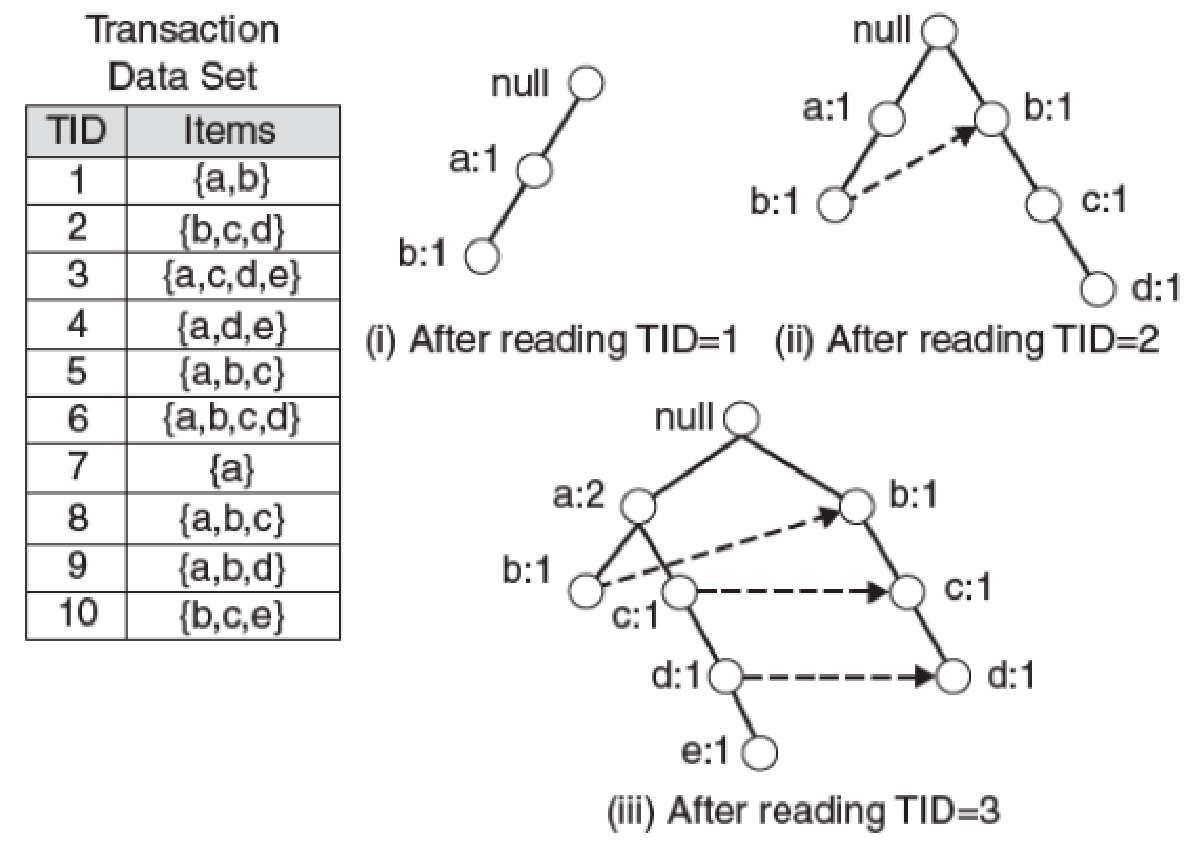 Transaction
Data Set
TID Items
1 {a,b}
2 {b,c,d}
3 {a,c,d,e}
4 {a,d,e}
5 {a,b,c}
6 {a,b,c,d}
7 {a}
8 {a,b,c}
9 {a,b,d}
10 {b,c,e}
null
a:1
b:1
(i) After reading TID=1
null
a:1 b:1
b:1 c:1
d:1
(ii) After reading TID=2
null
a:2 b:1
b:1 c:1 c:1
d:1 d:1
e:1
(iii) After reading TID=3